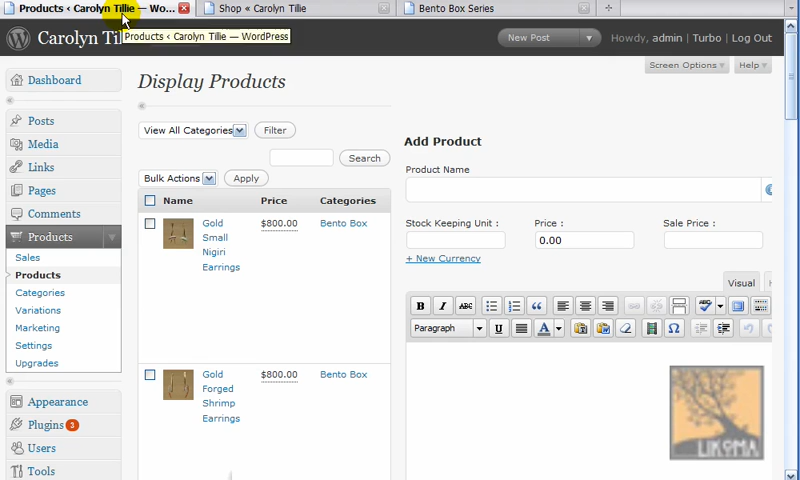 Products ‹ Carolyn Tillie — Wo...
Shop « Carolyn Tillie
Bento Box Series
Products ‹ Carolyn Tillie — WordPress
Carolyn Til
New Post
Howdy, admin | Turbo | Log Out
Screen Options
Help
Dashboard
Posts
Media
Links
Pages
Comments
Products
Sales
Products
Categories
Variations
Marketing
Settings
Upgrades
Appearance
Plugins 3
Users
Tools
Display Products
View All Categories
Filter
Search
Bulk Actions
Apply
Name Price Categories
Gold
Small
Nigiri
Earrings
$800.00
Bento Box
Gold
Forged
Shrimp
Earrings
$800.00
Bento Box
Add Product
Product Name
Stock Keeping Unit :
Price :
Sale Price :
0.00
+ New Currency
Visual
B I ABC
Paragraph
U A
LIKOMA